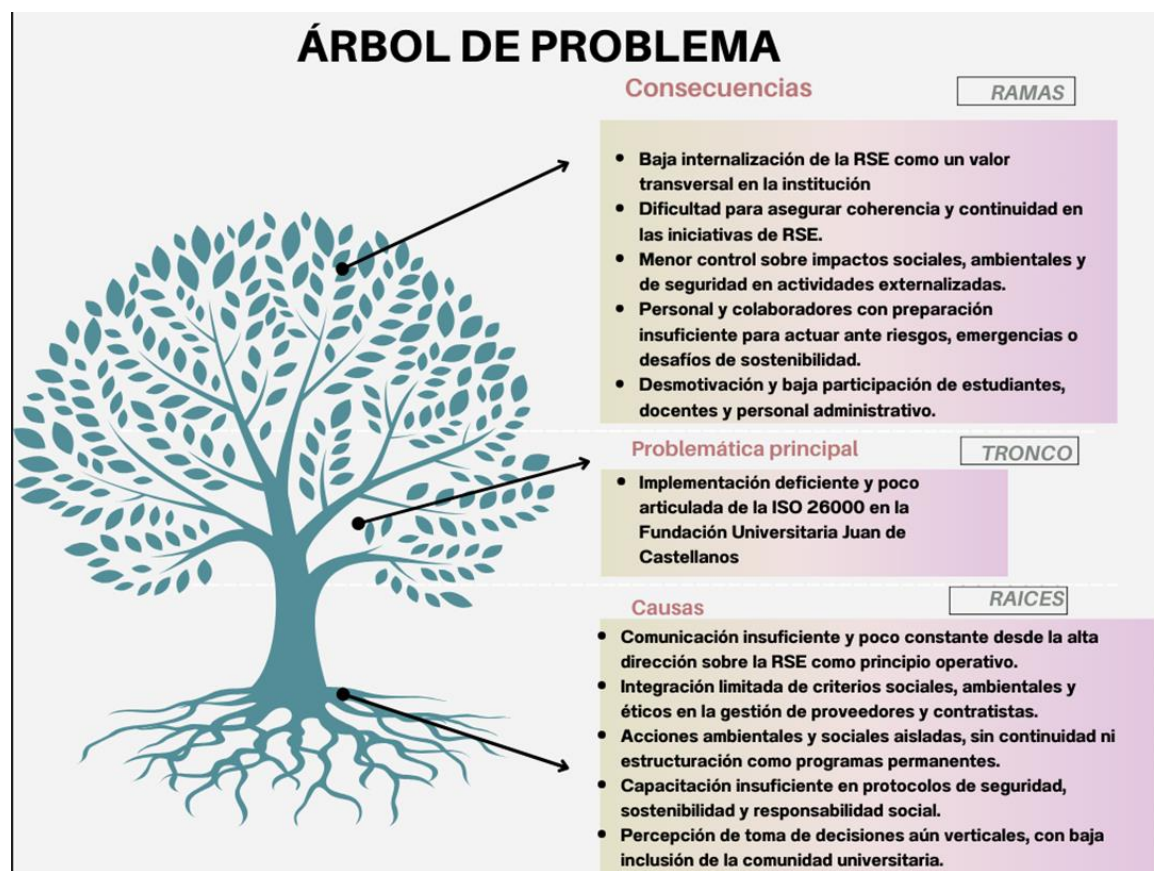 ÁRBOL DE PROBLEMA
Consecuencias
RAMAS
• Baja internalización de la RSE como un valor
transversal en la institución
• Dificultad para asegurar coherencia y continuidad en
las iniciativas de RSE.
• Menor control sobre impactos sociales, ambientales y
de seguridad en actividades externalizadas.
• Personal y colaboradores con preparación
insuficiente para actuar ante riesgos, emergencias o
desafíos de sostenibilidad.
• Desmotivación y baja participación de estudiantes,
docentes y personal administrativo.
Problemática principal
TRONCO
• Implementación deficiente y poco
articulada de la ISO 26000 en la
Fundación Universitaria Juan de
Castellanos
Causas
RAICES
• Comunicación insuficiente y poco constante desde la alta
dirección sobre la RSE como principio operativo.
• Integración limitada de criterios sociales, ambientales y
éticos en la gestión de proveedores y contratistas.
• Acciones ambientales y sociales aisladas, sin continuidad ni
estructuración como programas permanentes.
• Capacitación insuficiente en protocolos de seguridad,
sostenibilidad y responsabilidad social.
• Percepción de toma de decisiones aún verticales, con baja
inclusión de la comunidad universitaria.